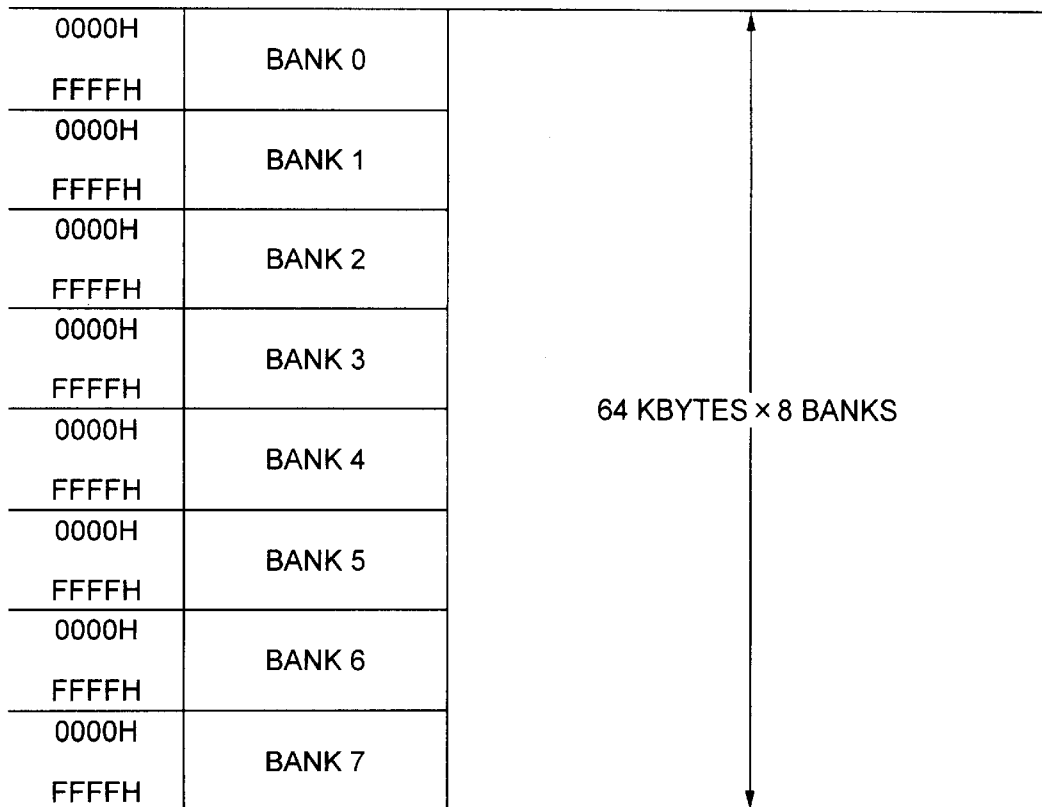 0000H
BANK 0
FFFFH
0000H
BANK 1
FFFFH
0000H
BANK 2
FFFFH
0000H
BANK 3
FFFFH
64 KBYTES × 8 BANKS
0000H
BANK 4
FFFFH
0000H
BANK 5
FFFFH
0000H
BANK 6
FFFFH
0000H
BANK 7
FFFFH